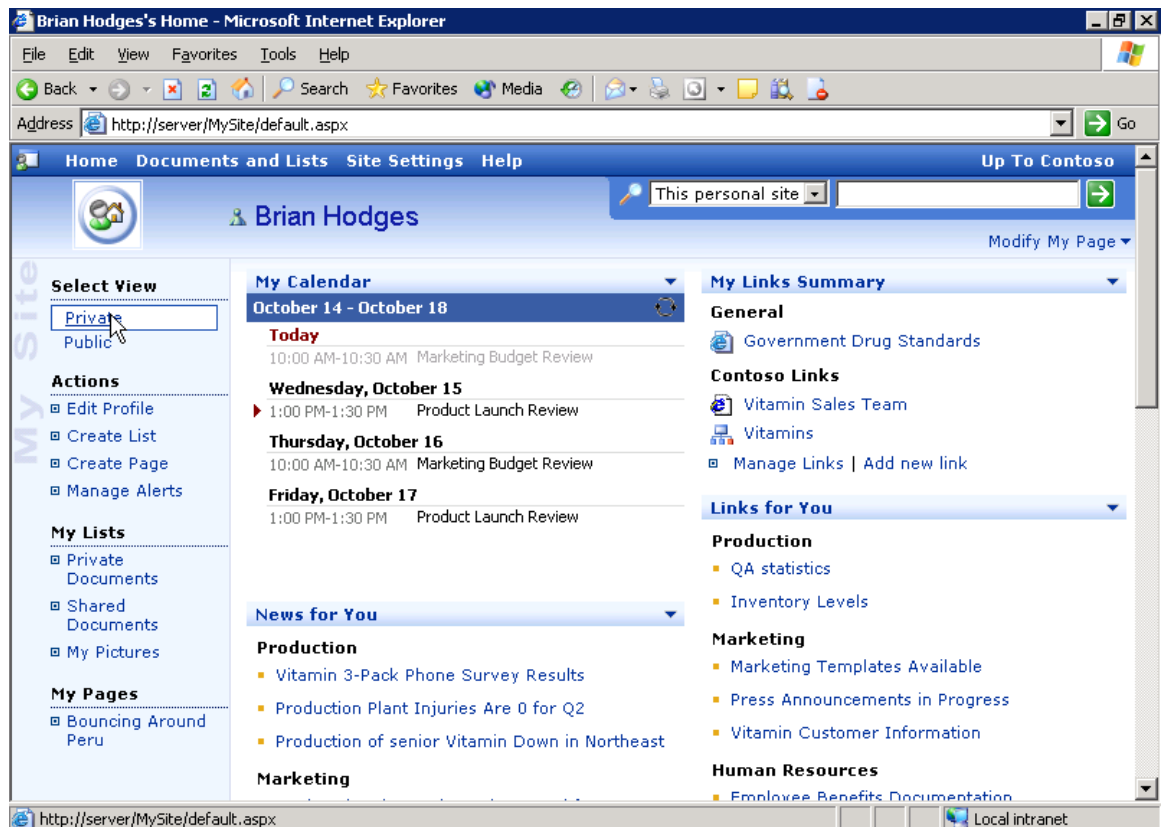 Brian Hodges's Home - Microsoft Internet Explorer
File Edit View Favorites Tools Help
Back Search Favorites Media
Address http://server/MySite/default.aspx Go
Home Documents and Lists Site Settings Help Up To Contoso
This personal site
Brian Hodges
Modify My Page
My Site
Select View
Private
Public
Actions
Edit Profile
Create List
Create Page
Manage Alerts
My Lists
Private
Documents
Shared
Documents
My Pictures
My Pages
Bouncing Around
Peru
My Calendar
October 14 - October 18
Today
10:00 AM-10:30 AM Marketing Budget Review
Wednesday, October 15
1:00 PM-1:30 PM Product Launch Review
Thursday, October 16
10:00 AM-10:30 AM Marketing Budget Review
Friday, October 17
1:00 PM-1:30 PM Product Launch Review
News for You
Production
Vitamin 3-Pack Phone Survey Results
Production Plant Injuries Are 0 for Q2
Production of senior Vitamin Down in Northeast
Marketing
My Links Summary
General
Government Drug Standards
Contoso Links
Vitamin Sales Team
Vitamins
Manage Links | Add new link
Links for You
Production
QA statistics
Inventory Levels
Marketing
Marketing Templates Available
Press Announcements in Progress
Vitamin Customer Information
Human Resources
Employee Benefits Documentation
http://server/MySite/default.aspx Local intranet